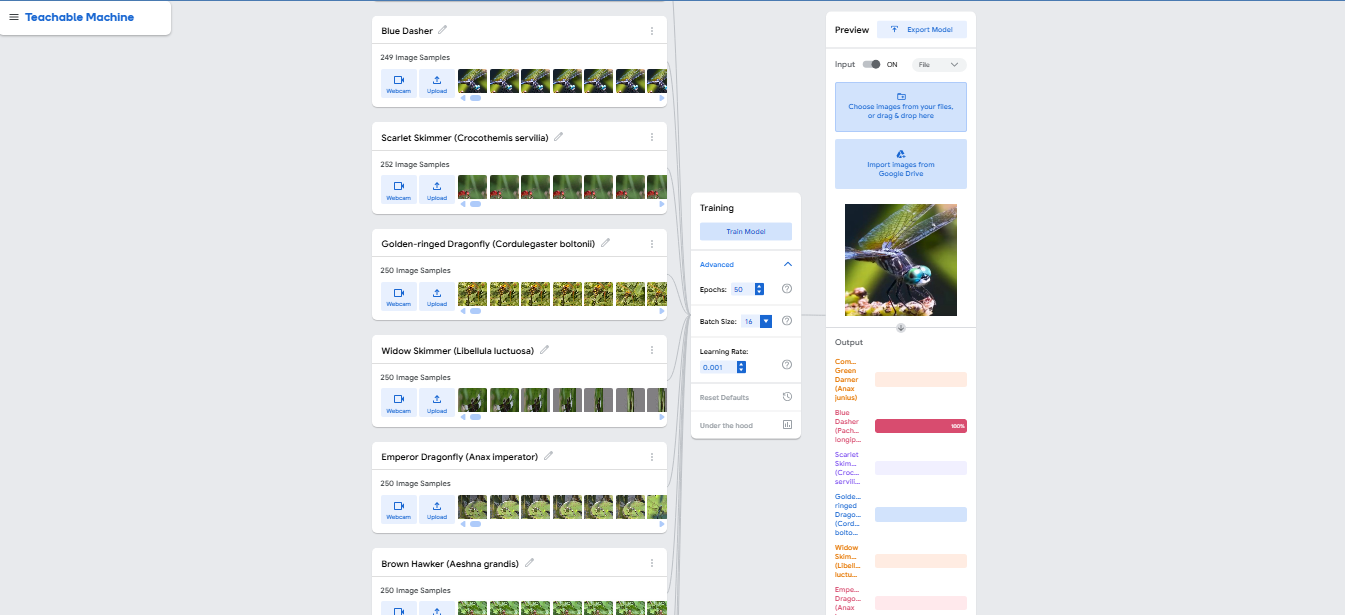 Teachable Machine
Blue Dasher
249 Image Samples
Webcam
Upload
Scarlet Skimmer (Crocothemis servilia)
252 Image Samples
Webcam
Upload
Golden-ringed Dragonfly (Cordulegaster boltonii)
250 Image Samples
Webcam
Upload
Widow Skimmer (Libellula luctuosa)
250 Image Samples
Webcam
Upload
Emperor Dragonfly (Anax imperator)
250 Image Samples
Webcam
Upload
Brown Hawker (Aeshna grandis)
250 Image Samples
Training
Train Model
Advanced
Epochs: 50
Batch Size: 16
Learning Rate:
0.001
Reset Defaults
Under the hood
Preview
Export Model
Input
ON
File
Choose images from your files,
or drag & drop here
Import images from
Google Drive
Output
Com...
Green
Darner
(Anax
junius)
Blue
Dasher
(Pach...
longip...
100%
Scarlet
Skim...
(Croc...
servili...
Golde...
ringed
Drago...
(Cord...
bolto...
Widow
Skim...
(Libell...
luctu...
Empe...
Drago...
(Anax